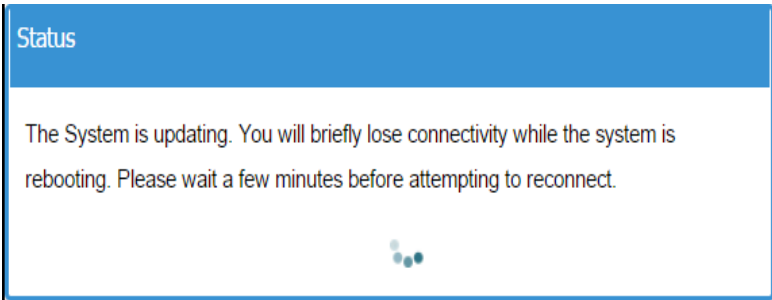 Status
The System is updating. You will briefly lose connectivity while the system is
rebooting. Please wait a few minutes before attempting to reconnect.